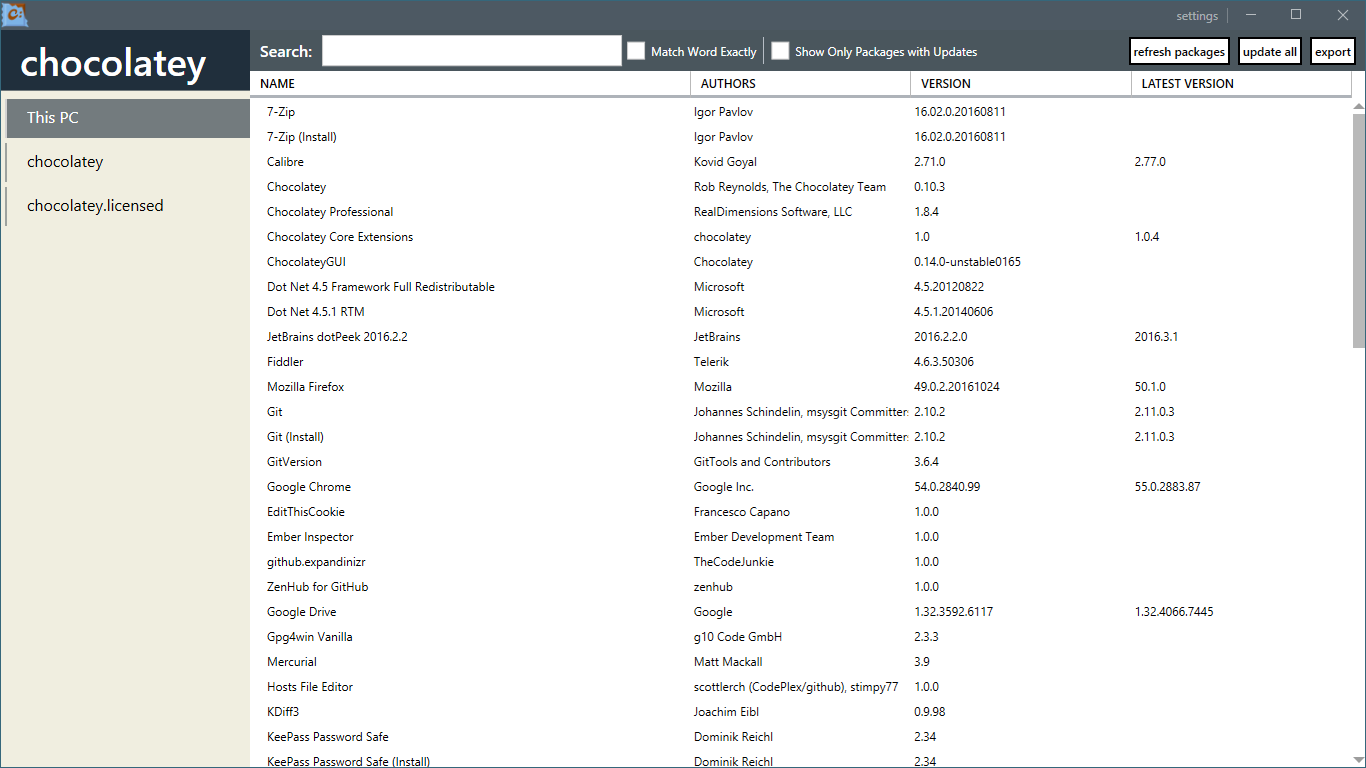 settings
chocolatey
Search: Match Word Exactly Show Only Packages with Updates refresh packages update all export
NAME AUTHORS VERSION LATEST VERSION
This PC
chocolatey
chocolatey.licensed
7-Zip Igor Pavlov 16.02.0.20160811
7-Zip (Install) Igor Pavlov 16.02.0.20160811
Calibre Kovid Goyal 2.71.0 2.77.0
Chocolatey Rob Reynolds, The Chocolatey Team 0.10.3
Chocolatey Professional RealDimensions Software, LLC 1.8.4
Chocolatey Core Extensions chocolatey 1.0 1.0.4
ChocolateyGUI Chocolatey 0.14.0-unstable0165
Dot Net 4.5 Framework Full Redistributable Microsoft 4.5.20120822
Dot Net 4.5.1 RTM Microsoft 4.5.1.20140606
JetBrains dotPeek 2016.2.2 JetBrains 2016.2.2.0 2016.3.1
Fiddler Telerik 4.6.3.50306
Mozilla Firefox Mozilla 49.0.2.20161024 50.1.0
Git Johannes Schindelin, msysgit Committers 2.10.2 2.11.0.3
Git (Install) Johannes Schindelin, msysgit Committers 2.10.2 2.11.0.3
GitVersion GitTools and Contributors 3.6.4
Google Chrome Google Inc. 54.0.2840.99 55.0.2883.87
EditThisCookie Francesco Capano 1.0.0
Ember Inspector Ember Development Team 1.0.0
github.expandinizr TheCodeJunkie 1.0.0
ZenHub for GitHub zenhub 1.0.0
Google Drive Google 1.32.3592.6117 1.32.4066.7445
Gpg4win Vanilla g10 Code GmbH 2.3.3
Mercurial Matt Mackall 3.9
Hosts File Editor scottlerch (CodePlex/github), stimpy77 1.0.0
KDiff3 Joachim Eibl 0.9.98
KeePass Password Safe Dominik Reichl 2.34
KeePass Password Safe (Install) Dominik Reichl 2.34